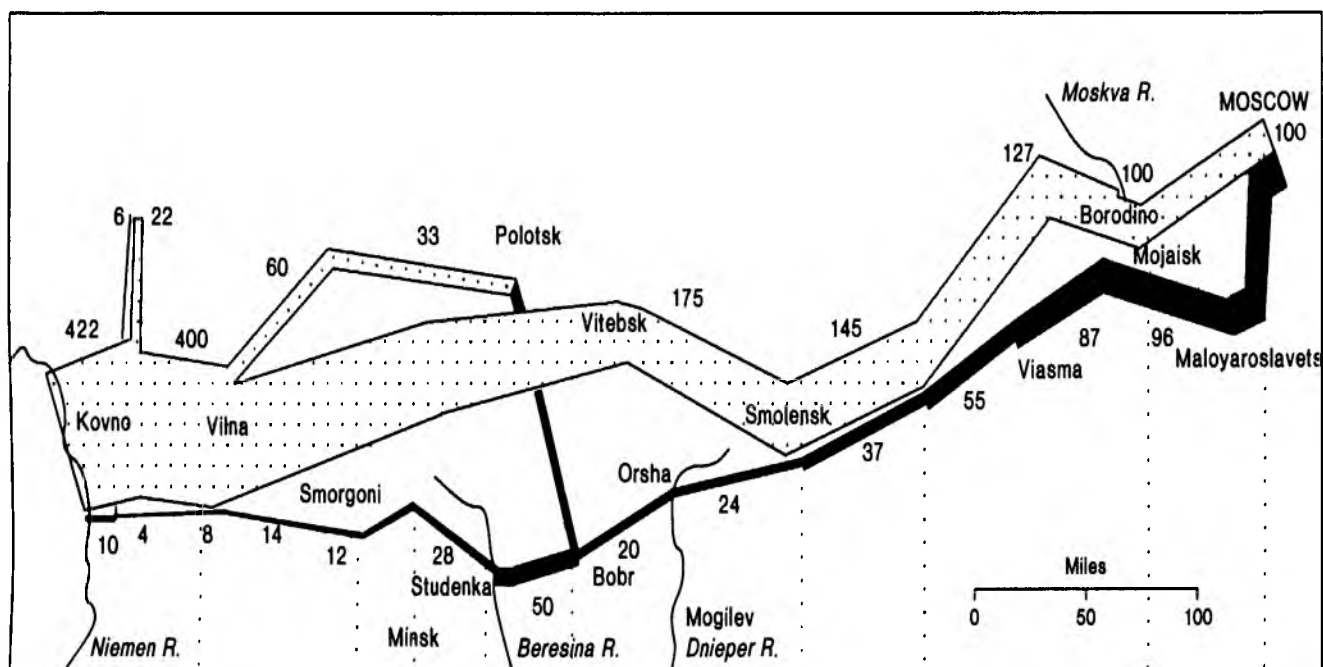 Moskva R.
MOSCOW
100
127
100
6
22
33
Polotsk
Borodino
60
Mojaisk
175
422
400
Vitebsk
145
87
96
Maloyaroslavets
Viasma
Kovno
Vilna
Smolensk
55
37
Orsha
Smorgoni
24
10
4
8
14
12
28
20
Studenka
Bobr
50
Miles
0
50
100
Mogilev
Niemen R.
Minsk
Beresina R.
Dnieper R.